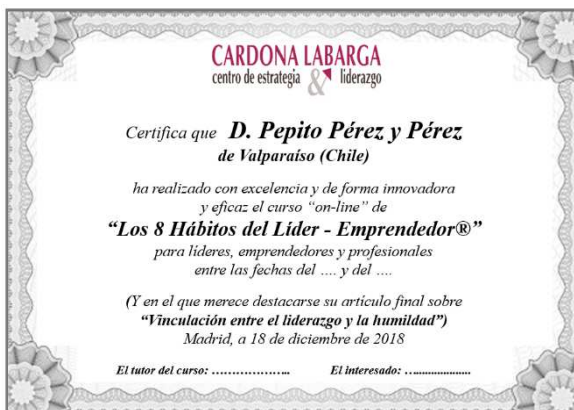 CARDONA LABARGA
centro de estrategia & liderazgo
Certifica que D. Pepito Pérez y Pérez
de Valparaíso (Chile)
ha realizado con excelencia y de forma innovadora
y eficaz el curso “on-line” de
“Los 8 Hábitos del Líder - Emprendedor®”
para líderes, emprendedores y profesionales
entre las fechas del .... y del ....
(Y en el que merece destacarse su articulo final sobre
“Vinculación entre el liderazgo y la humildad”)
Madrid, a 18 de diciembre de 2018
El tutor del curso: ………………... El interesado: …...................